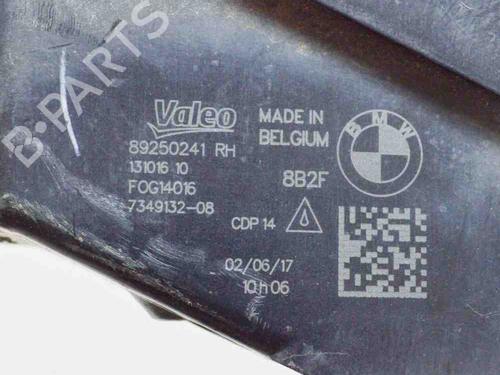 B-PARTS
Valeo
MADE IN
BELGIUM
BMW
89250241 RH
131016 10
FOG14016
8B2F
7349132-08
CDP 14
02/06/17
10h06